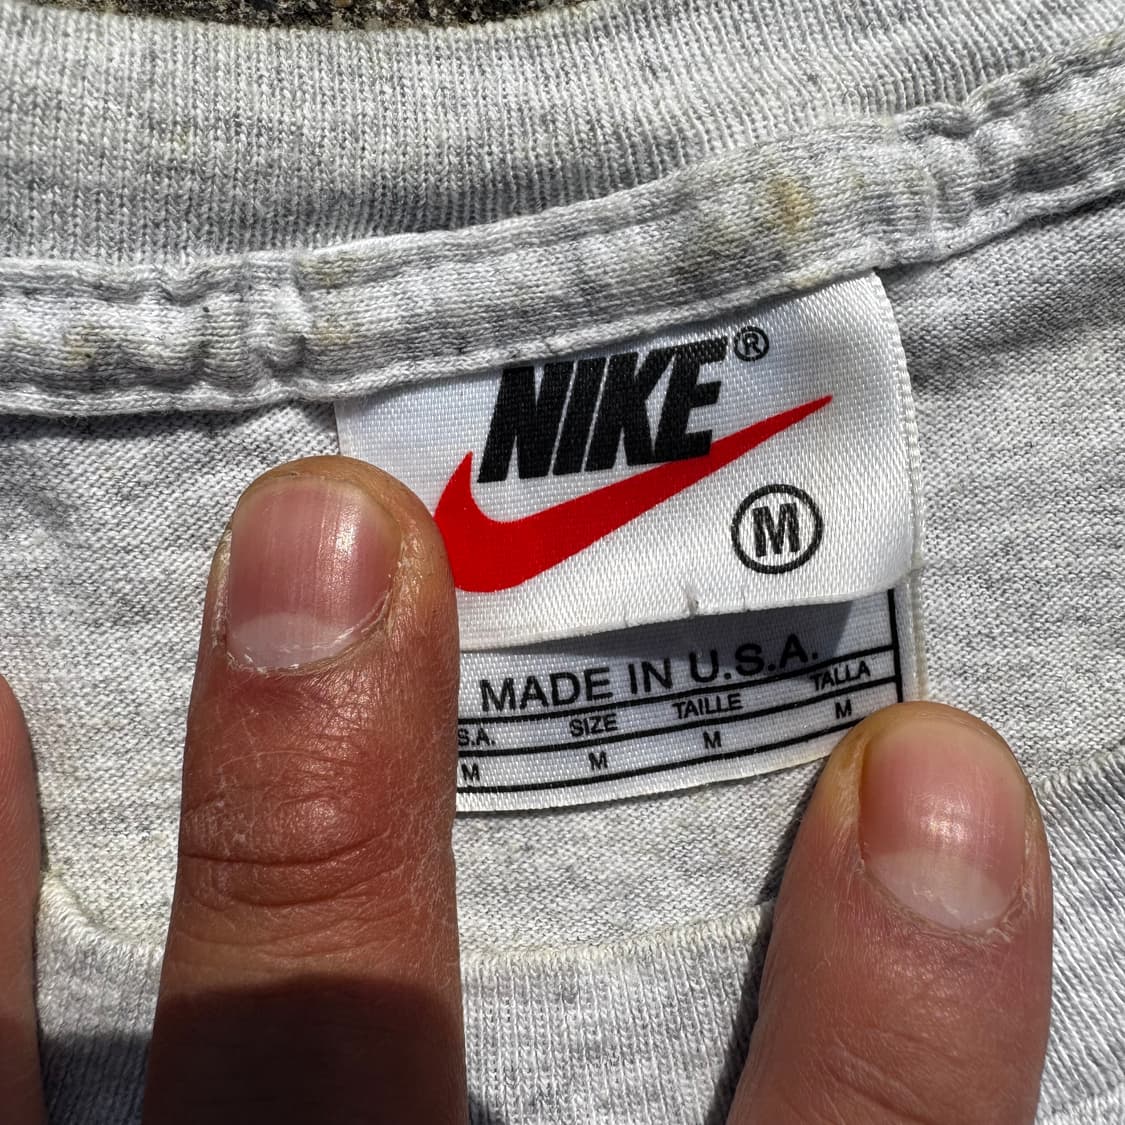 NIKE®
M
MADE IN U.S.A.
S.A. SIZE TAILLE TALLA
M M M M